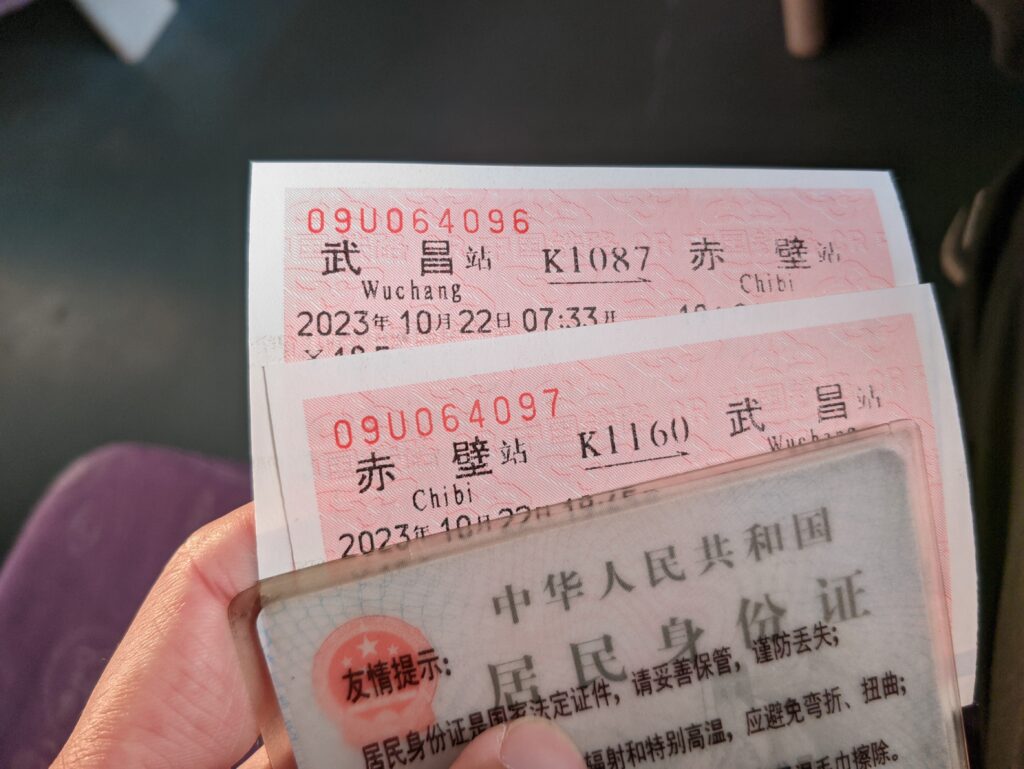 09U064096
武昌站 K1087 赤壁站
Wuchang Chibi
2023年10月22日07:33开
09U064097
赤壁站 K1160 武昌站
Chibi Wuchang
2023年10月22日
中华人民共和国
居民身份证
友情提示:
居民身份证是国家法定证件，请妥善保管，谨防丢失;
辐射和特别高温，应避免弯折、扭曲;
毛巾擦除。